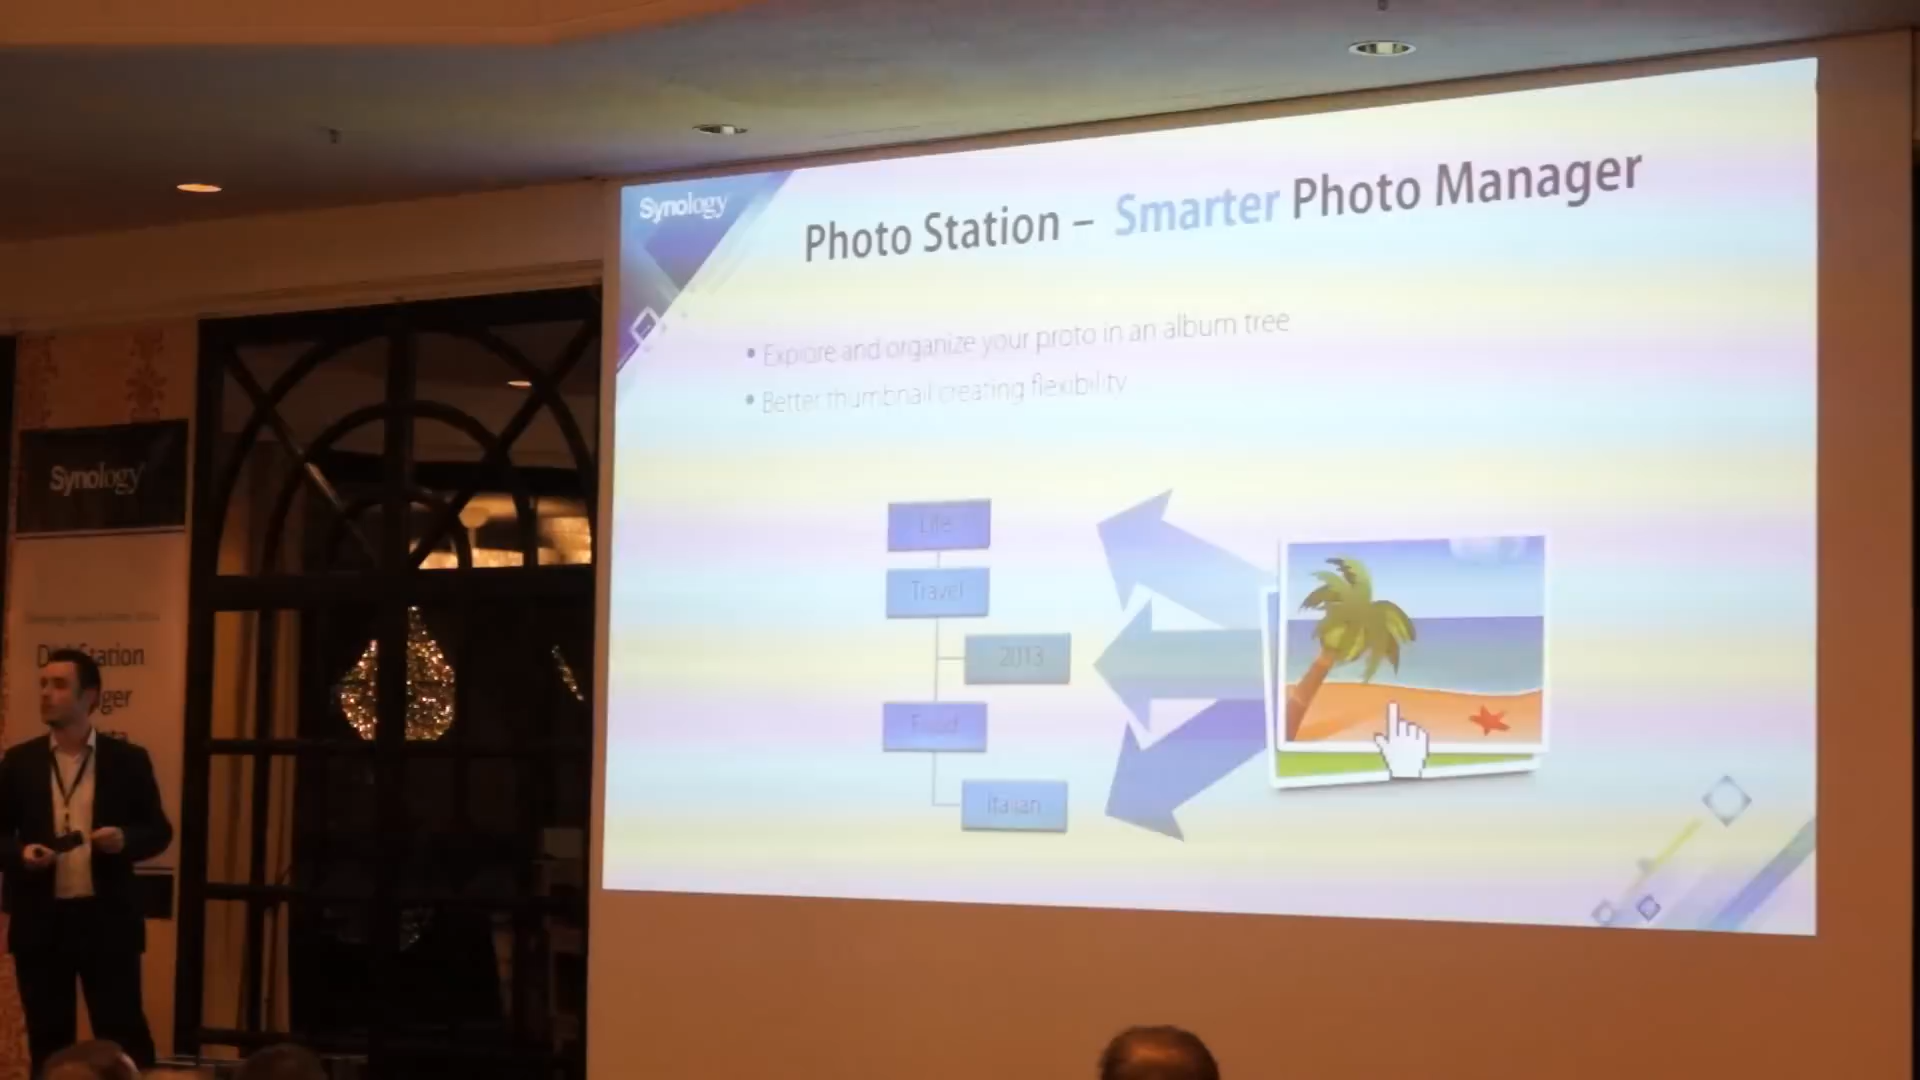 Synology
Photo Station – Smarter Photo Manager
• Explore and organize your proto in an album tree
• Better thumbnail creating flexibility
Life
Travel
2013
Food
Italian
Synology
Station